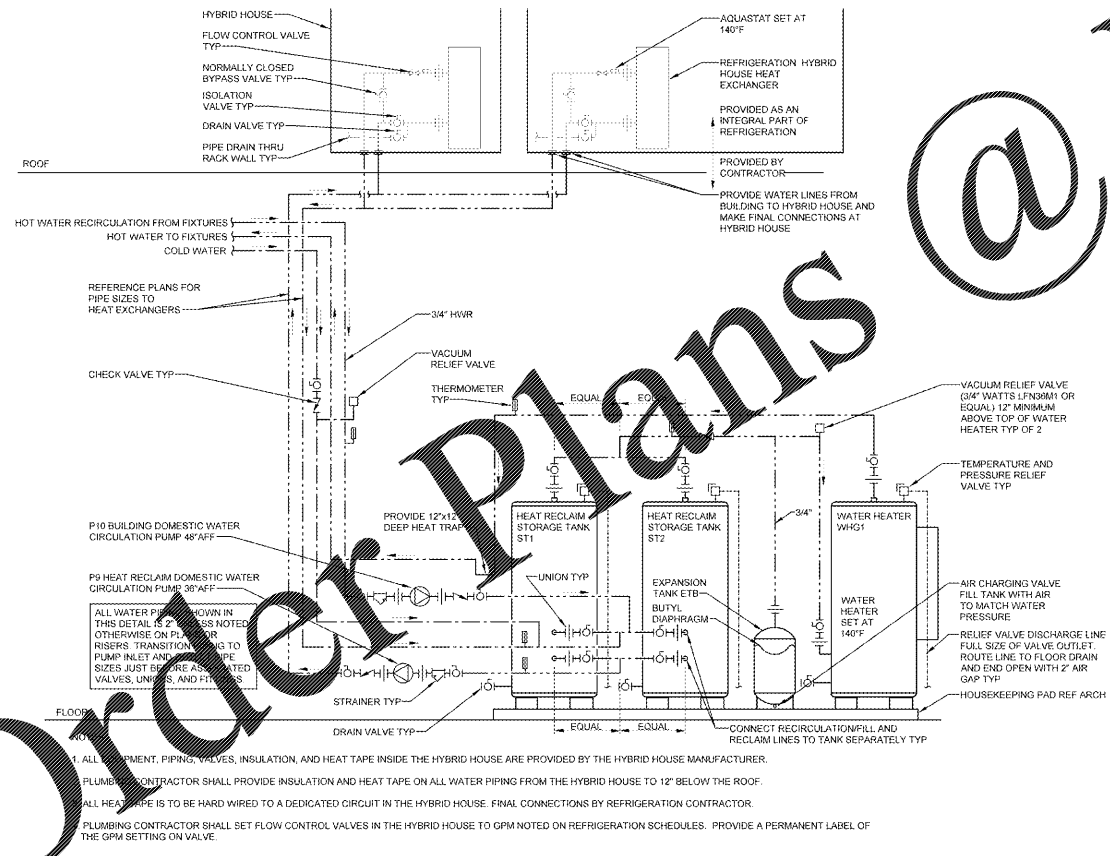 HYBRID HOUSE
FLOW CONTROL VALVE
TYP
NORMALLY CLOSED
BYPASS VALVE TYP
ISOLATION
VALVE TYP
DRAIN VALVE TYP
PIPE DRAIN THRU
RACK WALL TYP
AQUASTAT SET AT
140°F
REFRIGERATION HYBRID
HOUSE HEAT
EXCHANGER
PROVIDED AS AN
INTEGRAL PART OF
REFRIGERATION
PROVIDED BY
CONTRACTOR
ROOF
PROVIDE WATER LINES FROM
BUILDING TO HYBRID HOUSE AND
MAKE FINAL CONNECTIONS AT
HYBRID HOUSE
HOT WATER RECIRCULATION FROM FIXTURES
HOT WATER TO FIXTURES
COLD WATER
REFERENCE PLANS FOR
PIPE SIZES TO
HEAT EXCHANGERS
3/4" HWR
CHECK VALVE TYP
VACUUM
RELIEF VALVE
THERMOMETER
TYP
EQUAL
VACUUM RELIEF VALVE
(3/4" WATTS LFN36M1 OR
EQUAL) 12" MINIMUM
ABOVE TOP OF WATER
HEATER TYP OF 2
TEMPERATURE AND
PRESSURE RELIEF
VALVE TYP
PROVIDE 12"x12"
DEEP HEAT TRAP
HEAT RECLAIM
STORAGE TANK
ST1
HEAT RECLAIM
STORAGE TANK
ST2
3/4"
WATER HEATER
WHG1
P10 BUILDING DOMESTIC WATER
CIRCULATION PUMP 48"AFF
P9 HEAT RECLAIM DOMESTIC WATER
CIRCULATION PUMP 36"AFF
UNION TYP
EXPANSION
TANK ETB
BUTYL
DIAPHRAGM
WATER
HEATER
SET AT
140°F
AIR CHARGING VALVE
FILL TANK WITH AIR
TO MATCH WATER
PRESSURE
RELIEF VALVE DISCHARGE LINE
FULL SIZE OF VALVE OUTLET.
ROUTE LINE TO FLOOR DRAIN
AND END OPEN WITH 2" AIR
GAP TYP
ALL WATER SHOWN IN
THIS DETAIL IS 2" NOTED
OTHERWISE ON OR
RISERS. TRANSITION TO
PUMP INLET AND
SIZES JUST
VALVES,
STRAINER TYP
DRAIN VALVE TYP
HOUSEKEEPING PAD REF ARCH
FLOOR
EQUAL EQUAL
CONNECT RECIRCULATION/FILL AND
RECLAIM LINES TO TANK SEPARATELY TYP
1. ALL EQUIPMENT, PIPING, VALVES, INSULATION, AND HEAT TAPE INSIDE THE HYBRID HOUSE ARE PROVIDED BY THE HYBRID HOUSE MANUFACTURER.
PLUMBING CONTRACTOR SHALL PROVIDE INSULATION AND HEAT TAPE ON ALL WATER PIPING FROM THE HYBRID HOUSE TO 12" BELOW THE ROOF.
ALL HEAT TAPE IS TO BE HARD WIRED TO A DEDICATED CIRCUIT IN THE HYBRID HOUSE. FINAL CONNECTIONS BY REFRIGERATION CONTRACTOR.
PLUMBING CONTRACTOR SHALL SET FLOW CONTROL VALVES IN THE HYBRID HOUSE TO GPM NOTED ON REFRIGERATION SCHEDULES. PROVIDE A PERMANENT LABEL OF
THE GPM SETTING ON VALVE.
Order Plans @